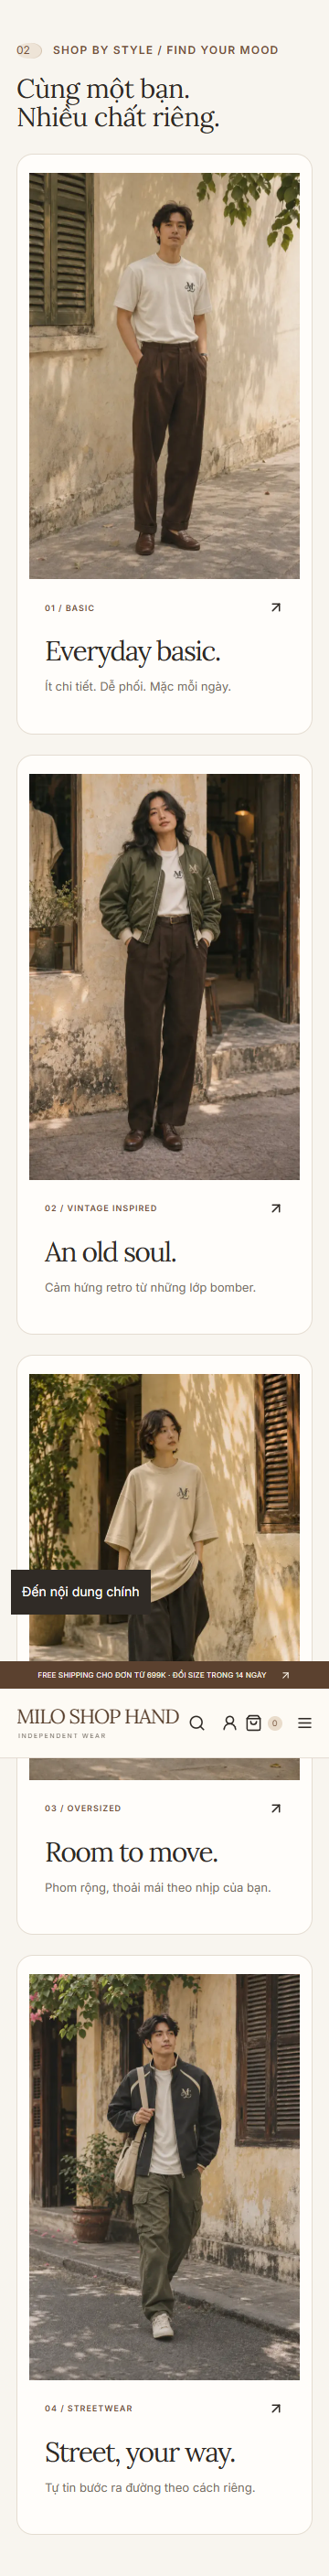 02 SHOP BY STYLE / FIND YOUR MOOD
Cùng một bạn.
Nhiều chất riêng.
01 / BASIC
Everyday basic.
Ít chi tiết. Dễ phối. Mặc mỗi ngày.
02 / VINTAGE INSPIRED
An old soul.
Cảm hứng retro từ những lớp bomber.
Đến nội dung chính
FREE SHIPPING CHO ĐƠN TỪ 699K · ĐỔI SIZE TRONG 14 NGÀY
MILO SHOP HAND
0
INDEPENDENT WEAR
03 / OVERSIZED
Room to move.
Phom rộng, thoải mái theo nhịp của bạn.
04 / STREETWEAR
Street, your way.
Tự tin bước ra đường theo cách riêng.